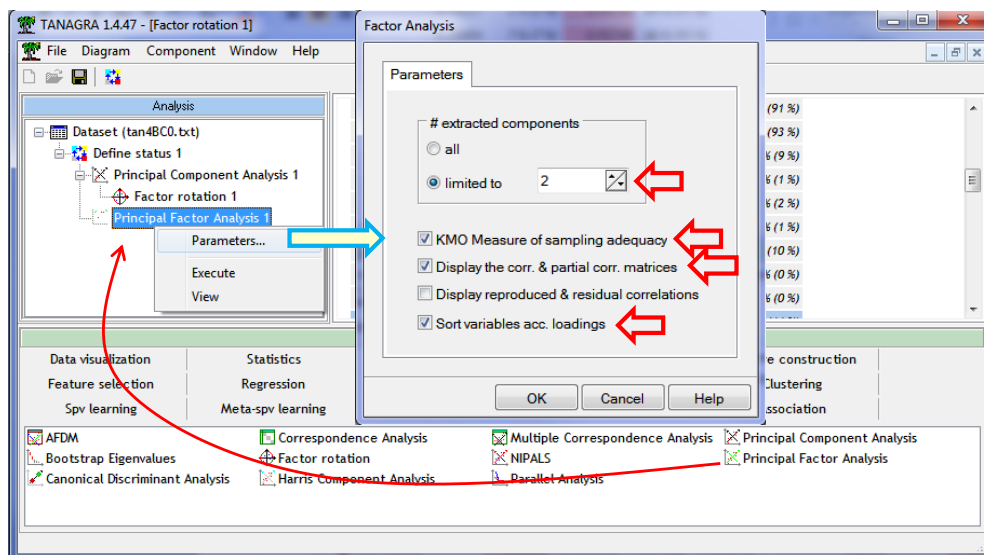 TANAGRA 1.4.47 - [Factor rotation 1]
File Diagram Component Window Help
Analysis
Dataset (tan4BC0.txt)
Define status 1
Principal Component Analysis 1
Factor rotation 1
Principal Factor Analysis 1
Parameters...
Execute
View
Factor Analysis
Parameters
# extracted components
all
limited to 2
KMO Measure of sampling adequacy
Display the corr. & partial corr. matrices
Display reproduced & residual correlations
Sort variables acc. loadings
OK Cancel Help
(91 %)
(93 %)
% (9 %)
% (1 %)
% (2 %)
% (1 %)
(10 %)
% (0 %)
% (0 %)
Data visualization Statistics e construction
Feature selection Regression Clustering
Spv learning Meta-spv learning ssociation
AFDM Correspondence Analysis Multiple Correspondence Analysis Principal Component Analysis
Bootstrap Eigenvalues Factor rotation NIPALS Principal Factor Analysis
Canonical Discriminant Analysis Harris Component Analysis Parallel Analysis